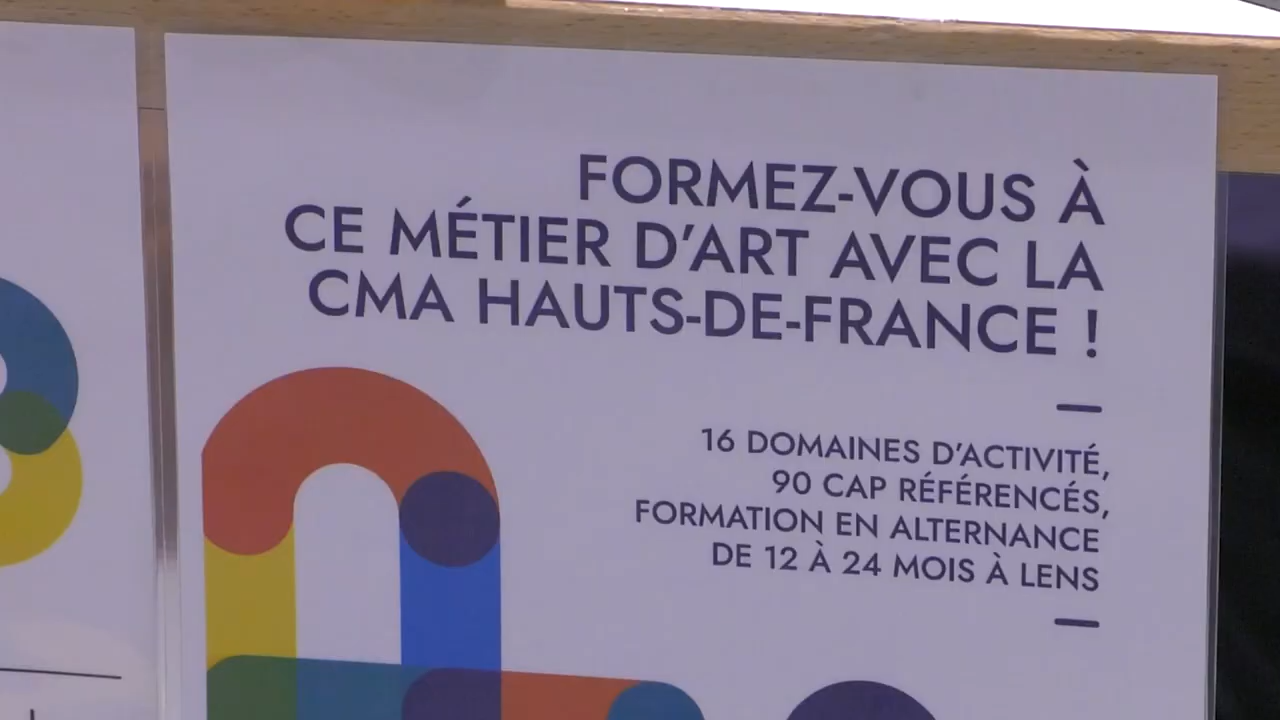 FORMEZ-VOUS À
CE MÉTIER D'ART AVEC LA
CMA HAUTS-DE-FRANCE !
16 DOMAINES D'ACTIVITÉ,
90 CAP RÉFÉRENCÉS,
FORMATION EN ALTERNANCE
DE 12 À 24 MOIS À LENS